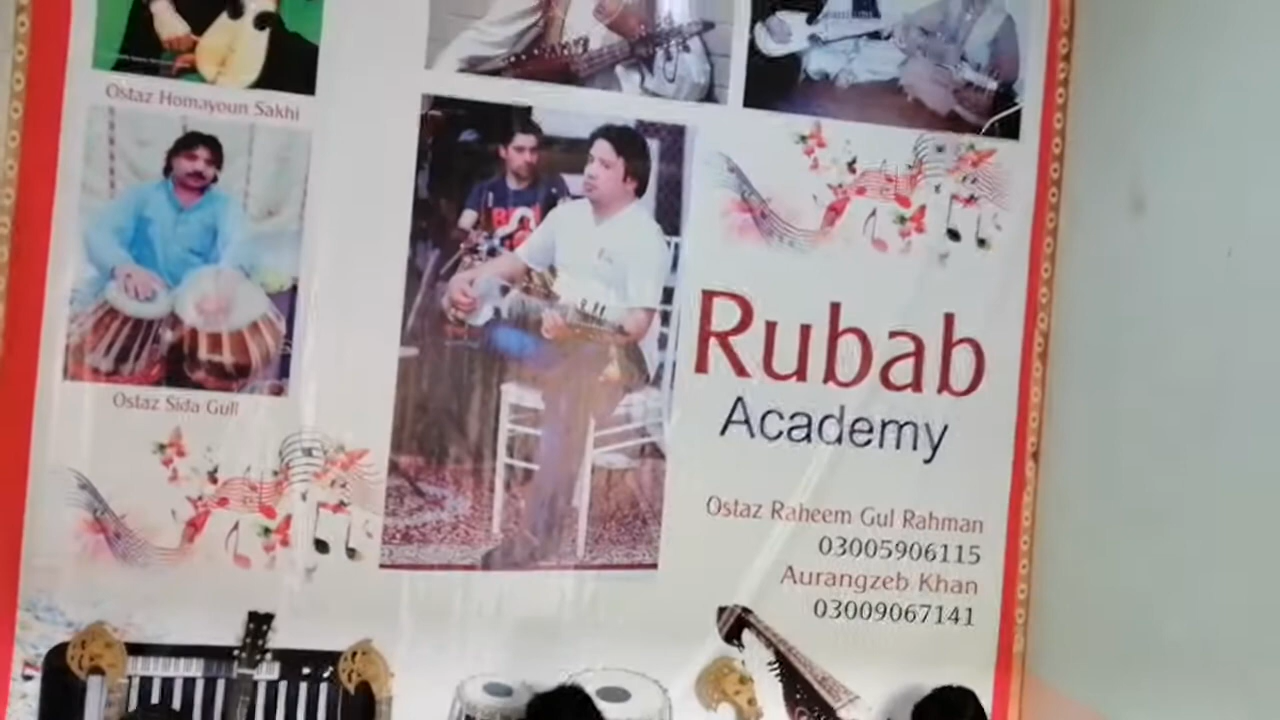 Ostaz Homayoun Sakhi
Ostaz Sida Gull
Rubab
Academy
Ostaz Raheem Gul Rahman
03005906115
Aurangzeb Khan
03009067141